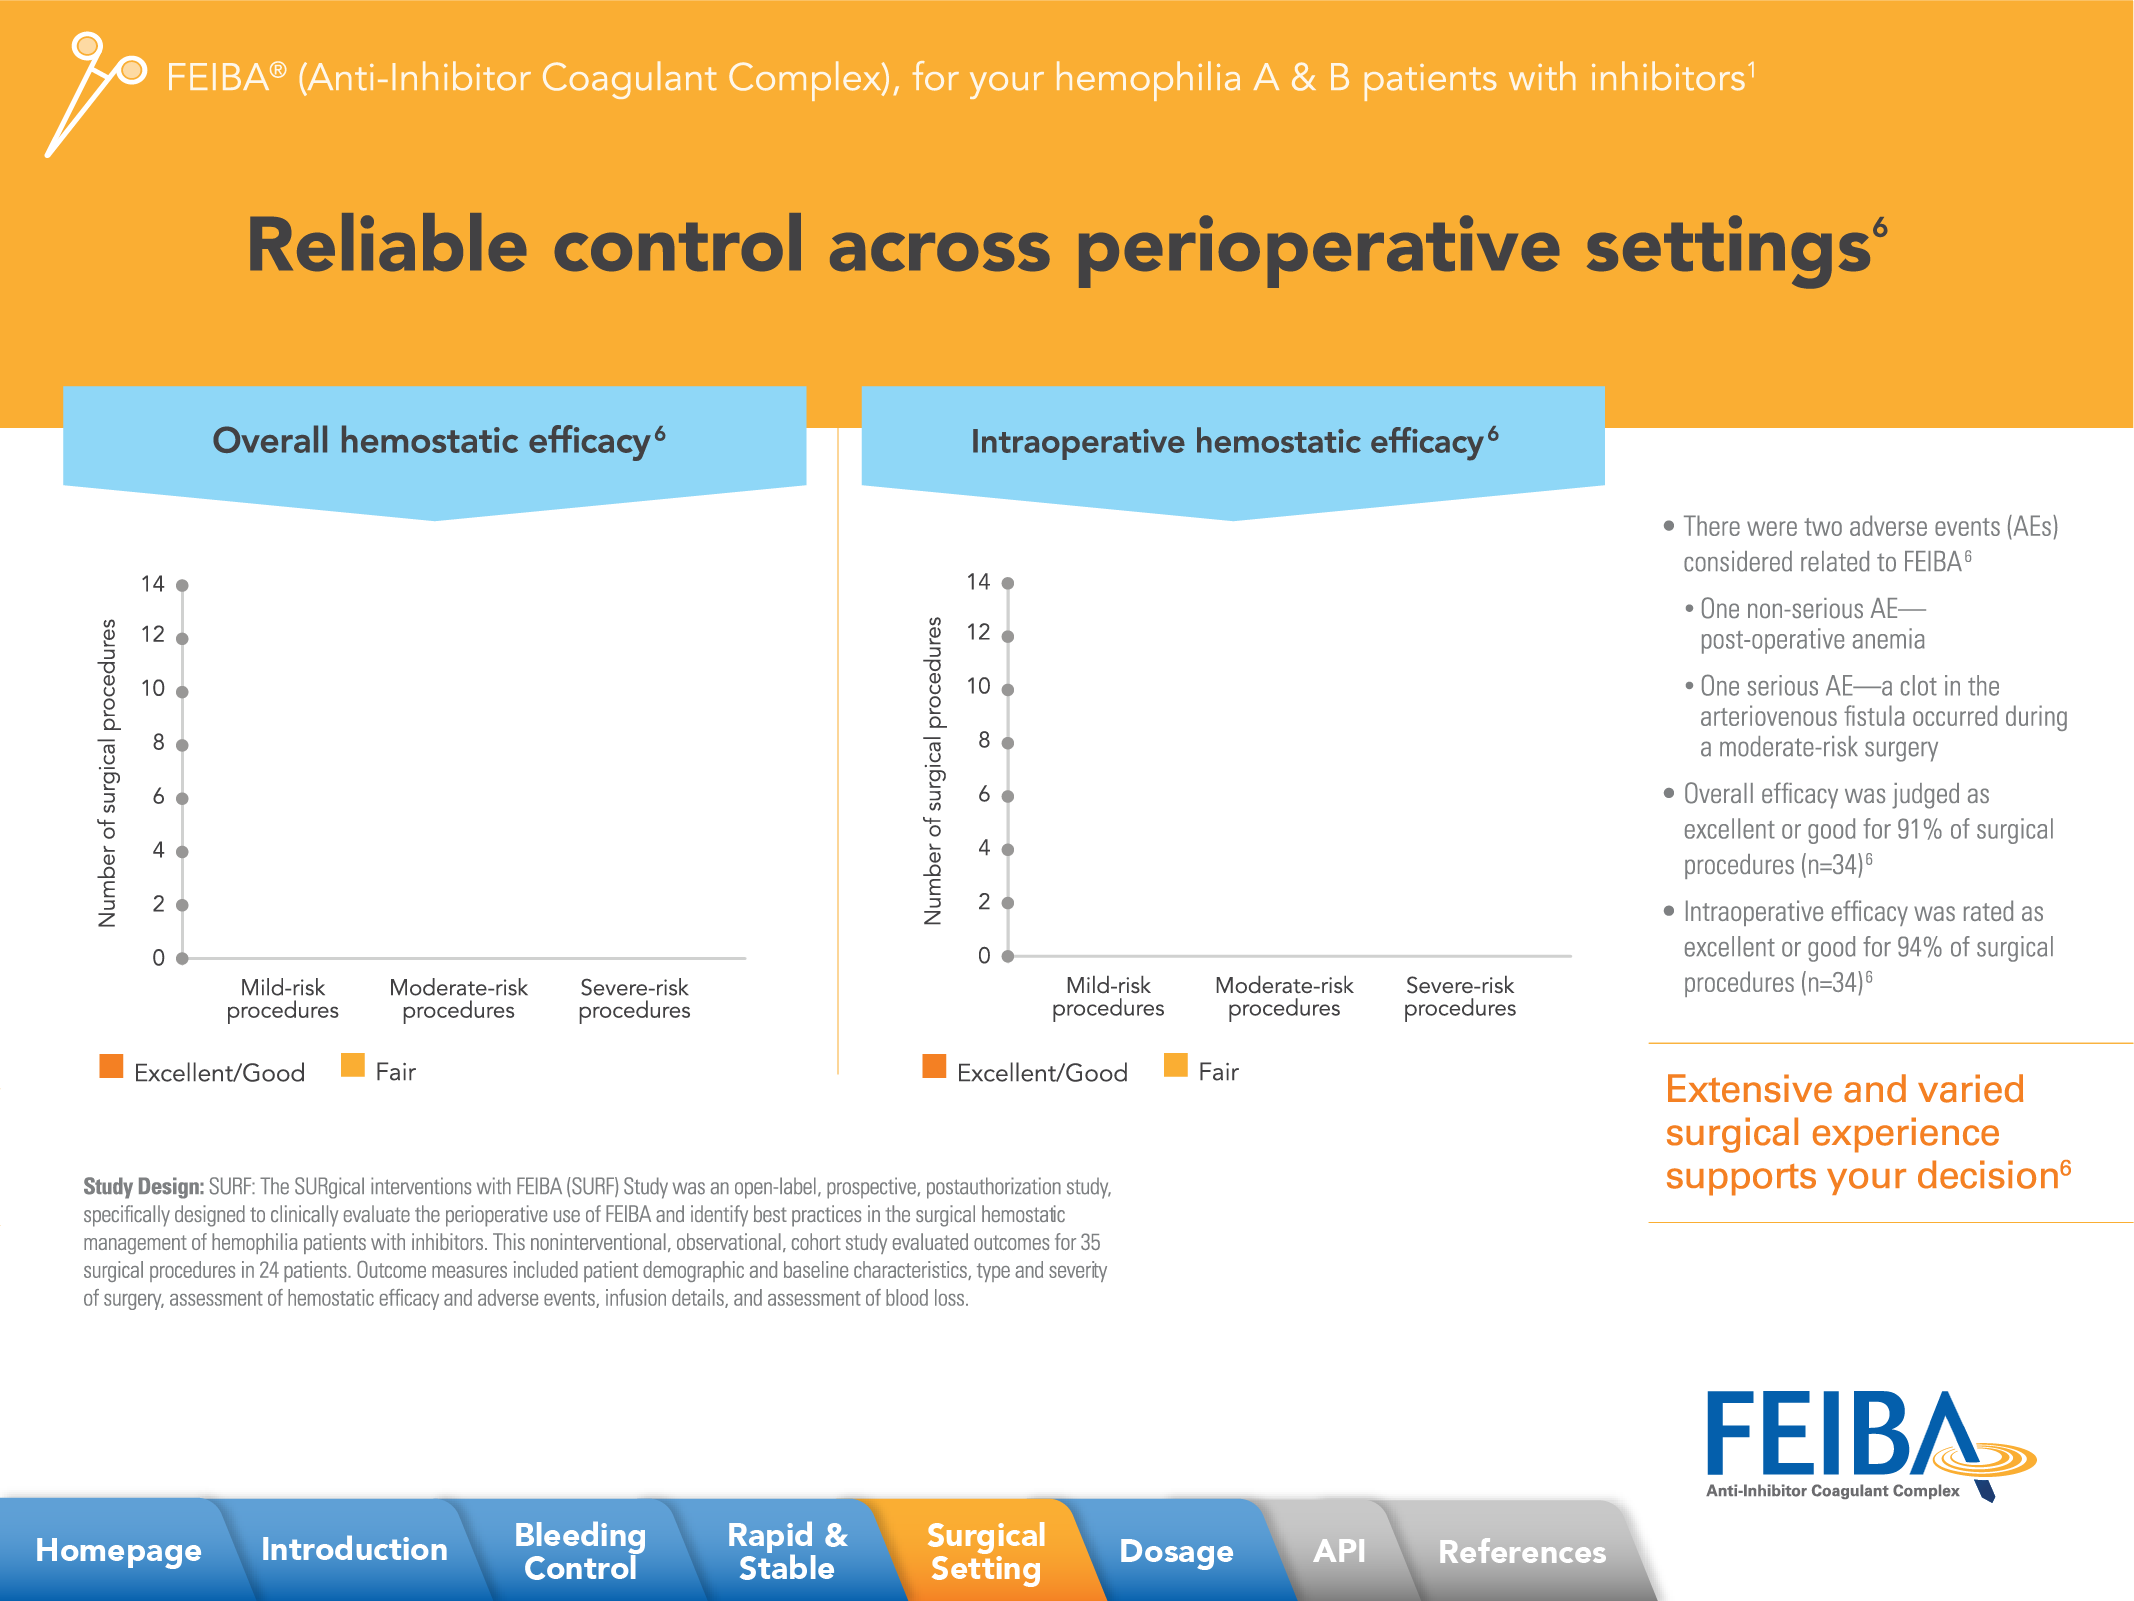 FEIBA® (Anti-Inhibitor Coagulant Complex), for your hemophilia A & B patients with inhibitors¹
Reliable control across perioperative settings⁶
Overall hemostatic efficacy⁶
Number of surgical procedures
14
12
10
8
6
4
2
0
Mild-risk procedures
Moderate-risk procedures
Severe-risk procedures
Excellent/Good
Fair
Intraoperative hemostatic efficacy⁶
Number of surgical procedures
14
12
10
8
6
4
2
0
Mild-risk procedures
Moderate-risk procedures
Severe-risk procedures
Excellent/Good
Fair
• There were two adverse events (AEs)
considered related to FEIBA⁶
• One non-serious AE—
post-operative anemia
• One serious AE—a clot in the
arteriovenous fistula occurred during
a moderate-risk surgery
• Overall efficacy was judged as
excellent or good for 91% of surgical
procedures (n=34)⁶
• Intraoperative efficacy was rated as
excellent or good for 94% of surgical
procedures (n=34)⁶
Extensive and varied
surgical experience
supports your decision⁶
Study Design: SURF: The SURgical interventions with FEIBA (SURF) Study was an open-label, prospective, postauthorization study,
specifically designed to clinically evaluate the perioperative use of FEIBA and identify best practices in the surgical hemostatic
management of hemophilia patients with inhibitors. This noninterventional, observational, cohort study evaluated outcomes for 35
surgical procedures in 24 patients. Outcome measures included patient demographic and baseline characteristics, type and severity
of surgery, assessment of hemostatic efficacy and adverse events, infusion details, and assessment of blood loss.
FEIBA
Anti-Inhibitor Coagulant Complex
Homepage
Introduction
Bleeding
Control
Rapid &
Stable
Surgical
Setting
Dosage
API
References